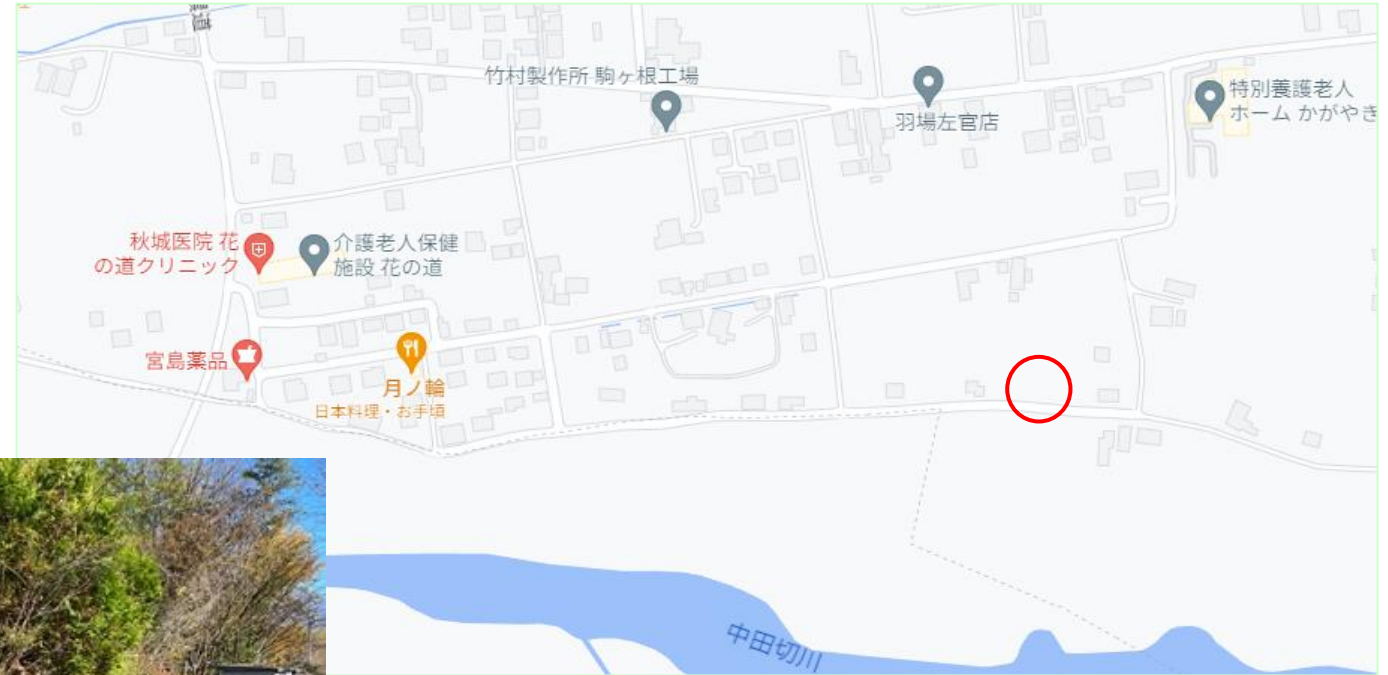 竹村製作所 駒ヶ根工場
羽場左官店
特別養護老人
ホーム かがやき
秋城医院 花
の道クリニック
介護老人保健
施設 花の道
宮島薬品
月ノ輪
日本料理・お手頃
中田切川